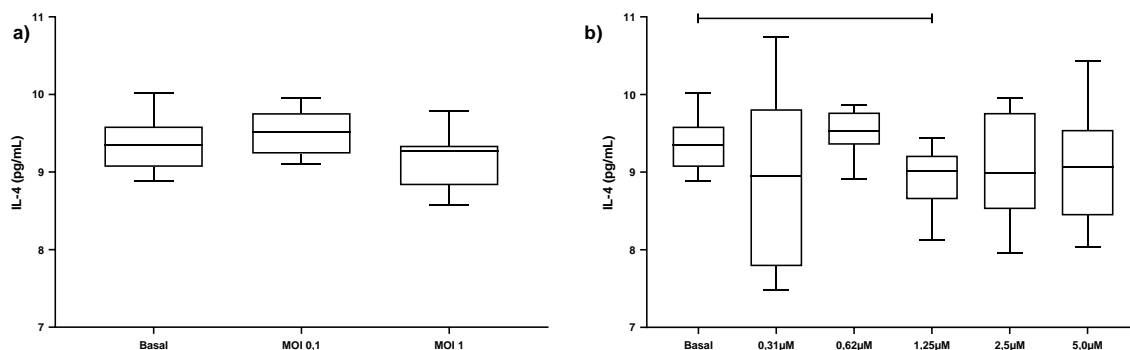 a)
IL-4 (pg/mL)
11
10
9
8
7
Basal
MOI 0,1
MOI 1
b)
IL-4 (pg/mL)
11
10
9
8
7
Basal
0,31µM
0,62µM
1,25µM
2,5µM
5,0µM